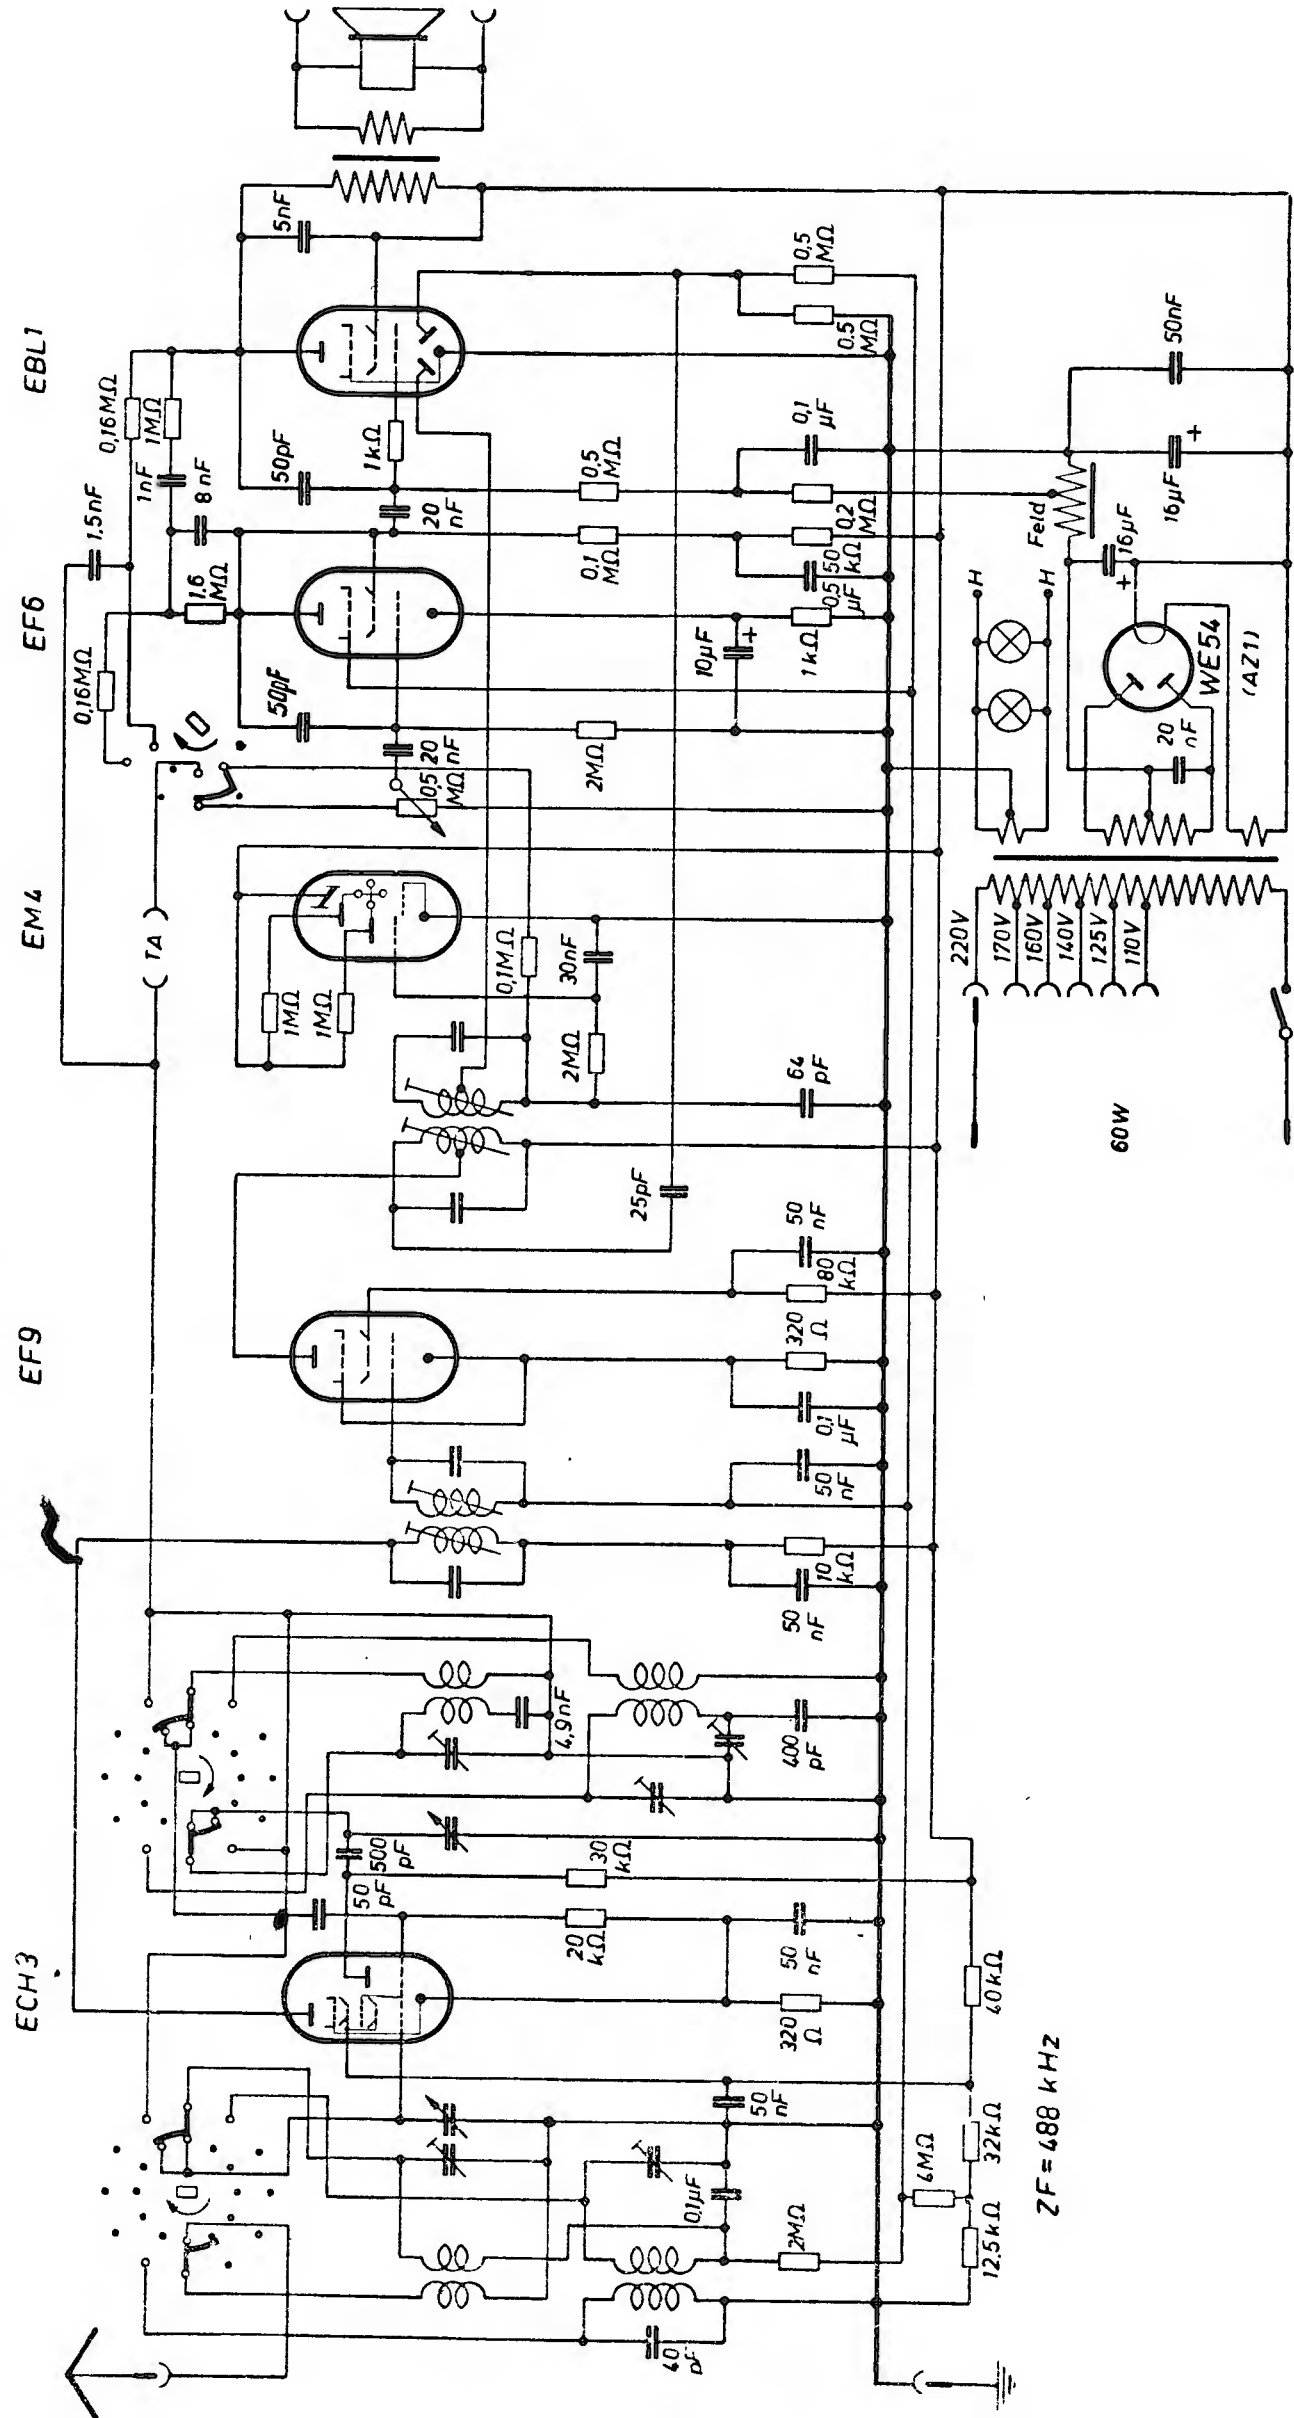 ECH3
EF9
EM4
EF6
EBL1
1,5nF
0,16MΩ
1MΩ
1nF
8nF
1,6 MΩ
0,16MΩ
5nF
50pF
50pF
1kΩ
20 nF
20 nF
0,5 MΩ
TA
1MΩ
1MΩ
0,1MΩ
30nF
2MΩ
64 pF
25pF
2MΩ
10µF
+
1kΩ
0,5 µF
50 kΩ
0,1 MΩ
0,5 MΩ
0,2 MΩ
0,1 µF
0,5 MΩ
0,5 MΩ
50 nF
80 kΩ
320 Ω
0,1 µF
50 nF
10 kΩ
50 nF
4,9nF
400 pF
500 pF
50 pF
30 kΩ
20 kΩ
50 nF
320 Ω
50 nF
0,1µF
2MΩ
40 pF
4MΩ
12,5kΩ
32kΩ
40kΩ
ZF=488 kHz
60W
220V
170V
160V
140V
125V
110V
H
H
Feld
16µF
+
16µF
+
50nF
20 nF
WE54
(AZ1)